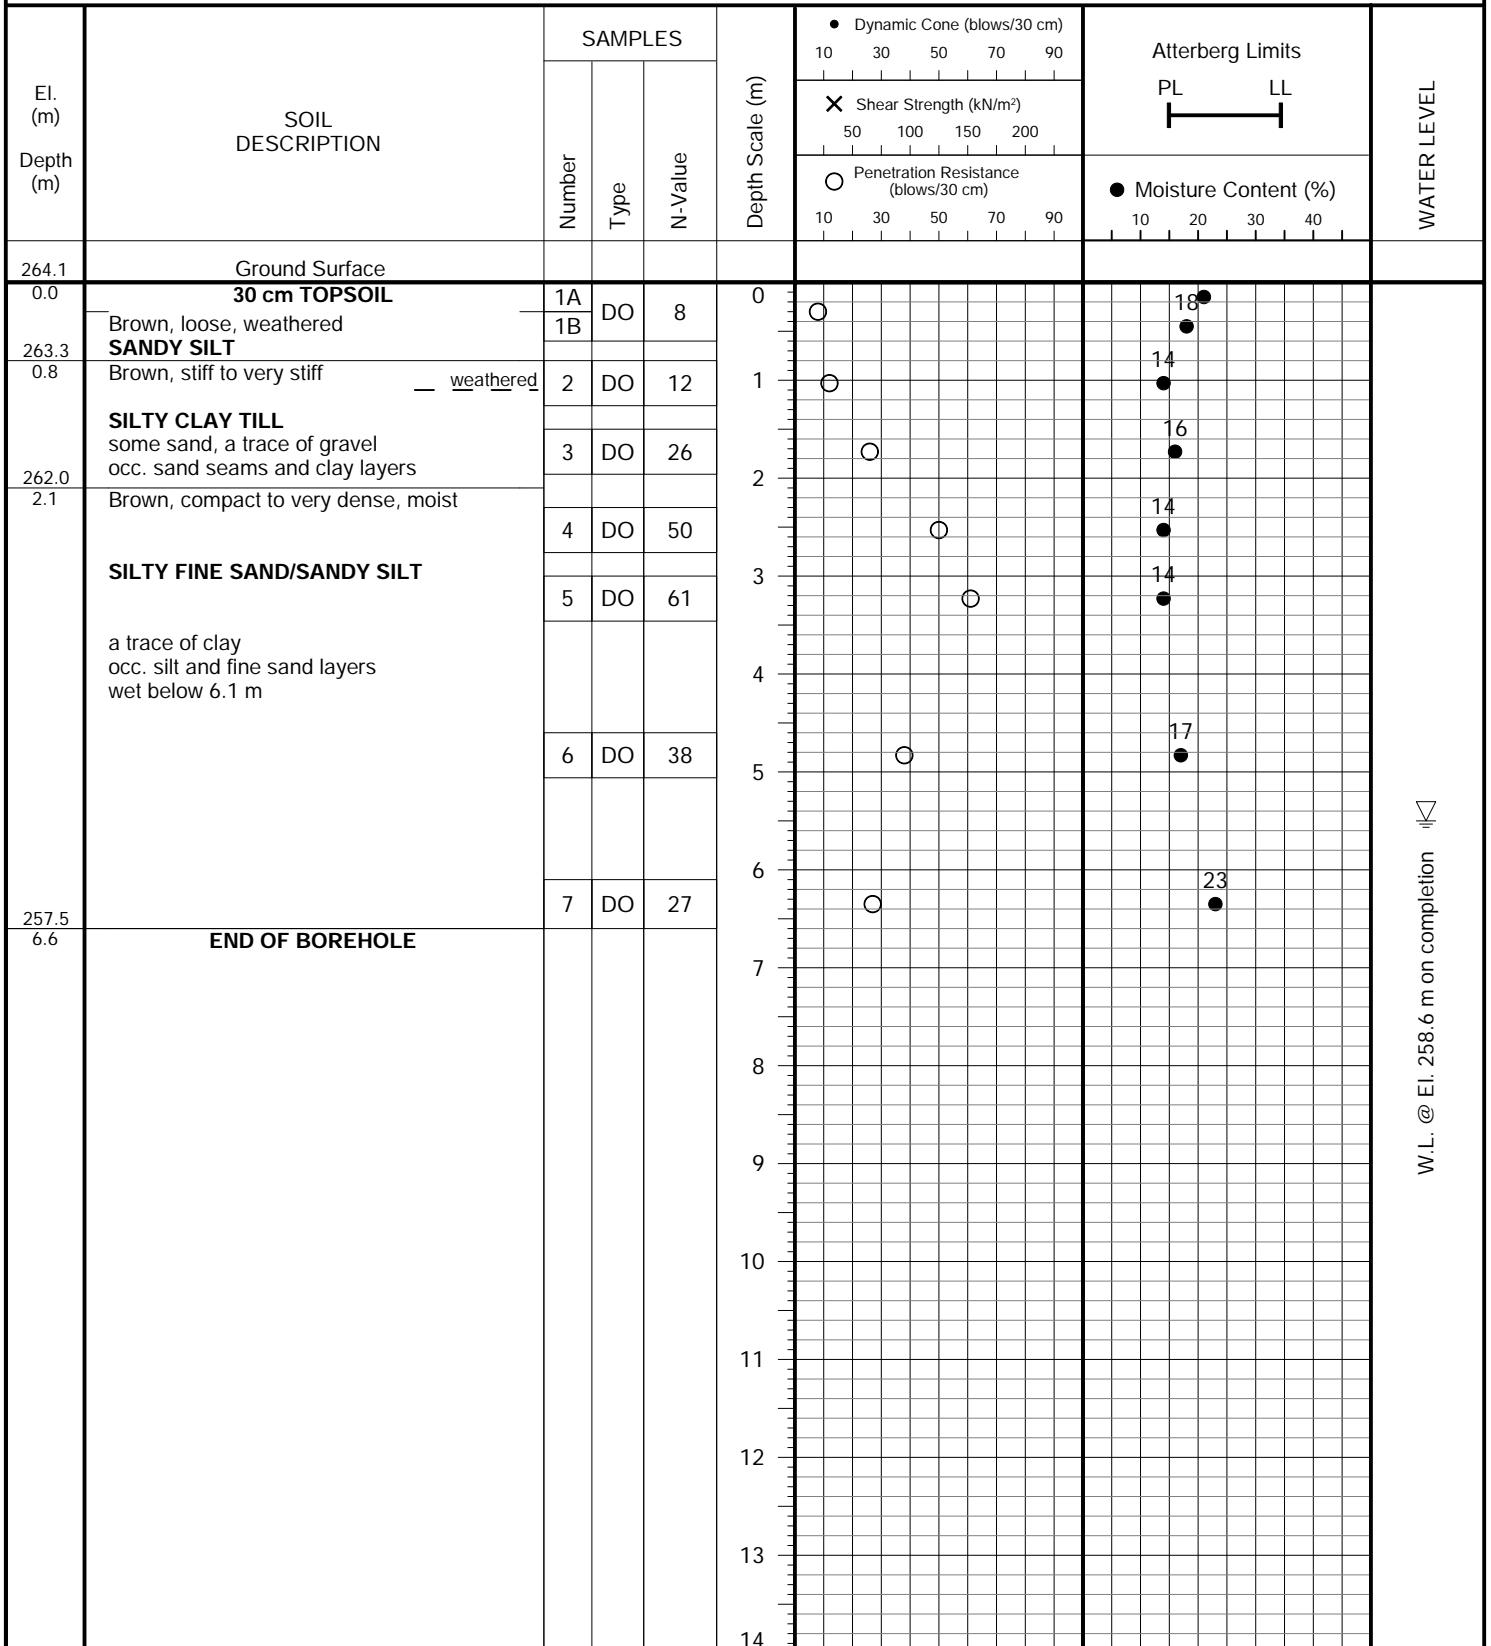 El.
(m)
Depth
(m)
SOIL
DESCRIPTION
SAMPLES
Number
Type
N-Value
Depth Scale (m)
Dynamic Cone (blows/30 cm)
10 30 50 70 90
Shear Strength (kN/m²)
50 100 150 200
Penetration Resistance
(blows/30 cm)
10 30 50 70 90
Atterberg Limits
PL LL
Moisture Content (%)
10 20 30 40
WATER LEVEL
264.1 Ground Surface
0.0 30 cm TOPSOIL 1A DO 8 0
18
Brown, loose, weathered 1B
263.3 SANDY SILT
14
0.8 Brown, stiff to very stiff weathered 2 DO 12 1
SILTY CLAY TILL
16
some sand, a trace of gravel 3 DO 26
occ. sand seams and clay layers
262.0 2
2.1 Brown, compact to very dense, moist
14
4 DO 50
SILTY FINE SAND/SANDY SILT 3
14
5 DO 61
a trace of clay
occ. silt and fine sand layers 4
wet below 6.1 m
17
6 DO 38
5
6
23
7 DO 27
257.5
6.6 END OF BOREHOLE
7
8
9
10
11
12
13
14
W.L. @ El. 258.6 m on completion